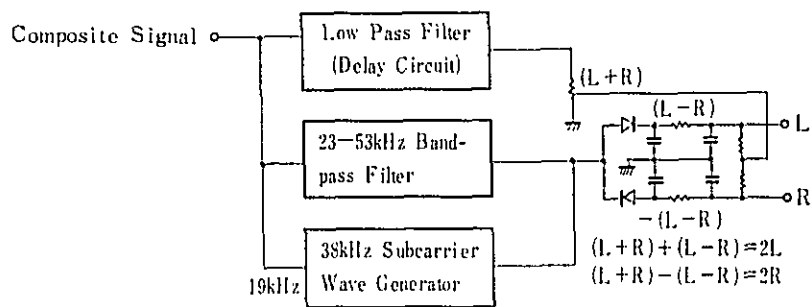 Composite Signal
Low Pass Filter
(Delay Circuit)
(L+R)
(L-R)
L
23-53kHz Band-
pass Filter
R
-(L-R)
38kHz Subcarrier
Wave Generator
19kHz
(L+R)+(L-R)=2L
(L+R)-(L-R)=2R